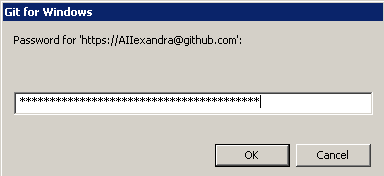 Git for Windows
Password for 'https://AIIexandra@github.com':
****************************************
OK
Cancel